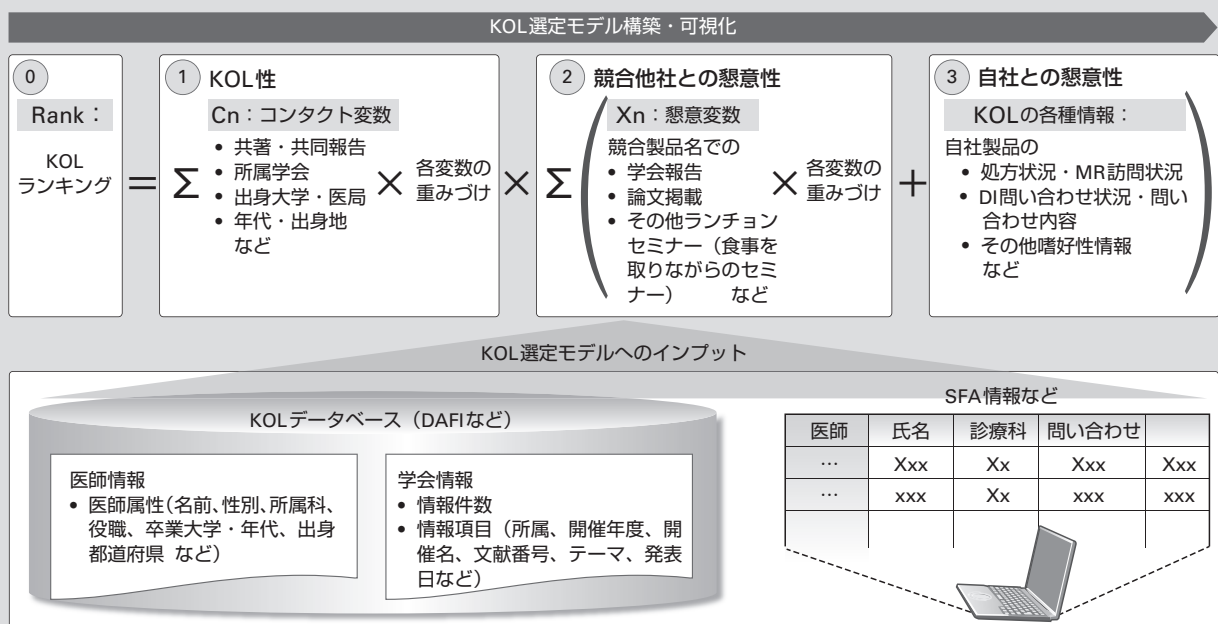 KOL選定モデル構築・可視化
0
Rank：
KOL
ランキング
=
Σ
1 KOL性
Cn：コンタクト変数
• 共著・共同報告
• 所属学会
• 出身大学・医局
• 年代・出身地
など
×
各変数の
重みづけ
×
Σ
2 競合他社との懇意性
(
Xn：懇意変数
競合製品名での
• 学会報告
• 論文掲載
• その他ランチョン
セミナー（食事を
取りながらのセミ
ナー） など
×
各変数の
重みづけ
+
3 自社との懇意性
KOLの各種情報：
自社製品の
• 処方状況・MR訪問状況
• DI問い合わせ状況・問い
合わせ内容
• その他嗜好性情報
など
)
KOL選定モデルへのインプット
KOLデータベース（DAFIなど）
医師情報
• 医師属性（名前、性別、所属科、
役職、卒業大学・年代、出身
都道府県 など）
学会情報
• 情報件数
• 情報項目（所属、開催年度、開
催名、文献番号、テーマ、発表
日など）
SFA情報など
医師 氏名 診療科 問い合わせ
… Xxx Xx Xxx Xxx
… xxx Xx xxx xxx